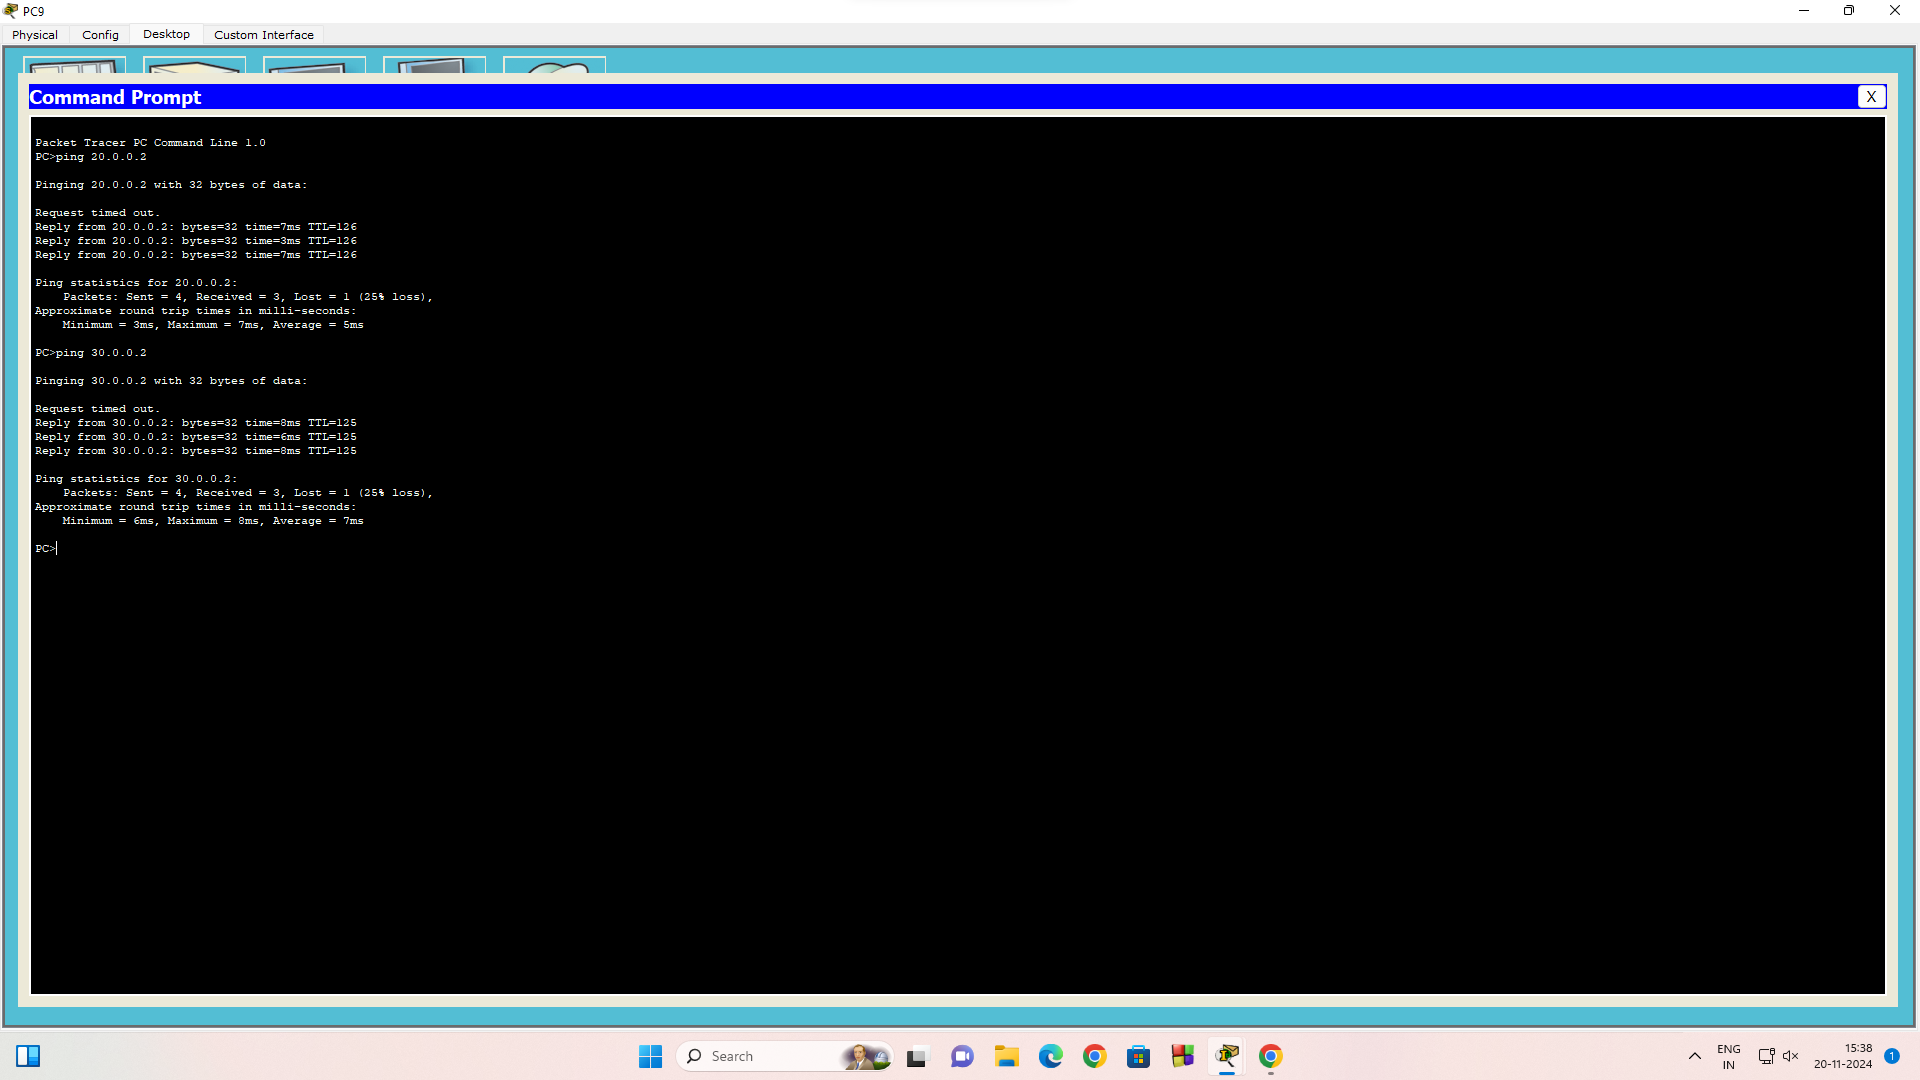 PC9
Physical Config Desktop Custom Interface
Command Prompt
X
Packet Tracer PC Command Line 1.0
PC>ping 20.0.0.2
Pinging 20.0.0.2 with 32 bytes of data:
Request timed out.
Reply from 20.0.0.2: bytes=32 time=7ms TTL=126
Reply from 20.0.0.2: bytes=32 time=3ms TTL=126
Reply from 20.0.0.2: bytes=32 time=7ms TTL=126
Ping statistics for 20.0.0.2:
Packets: Sent = 4, Received = 3, Lost = 1 (25% loss),
Approximate round trip times in milli-seconds:
Minimum = 3ms, Maximum = 7ms, Average = 5ms
PC>ping 30.0.0.2
Pinging 30.0.0.2 with 32 bytes of data:
Request timed out.
Reply from 30.0.0.2: bytes=32 time=8ms TTL=125
Reply from 30.0.0.2: bytes=32 time=6ms TTL=125
Reply from 30.0.0.2: bytes=32 time=8ms TTL=125
Ping statistics for 30.0.0.2:
Packets: Sent = 4, Received = 3, Lost = 1 (25% loss),
Approximate round trip times in milli-seconds:
Minimum = 6ms, Maximum = 8ms, Average = 7ms
PC>
Search
ENG
IN
15:38
20-11-2024
1